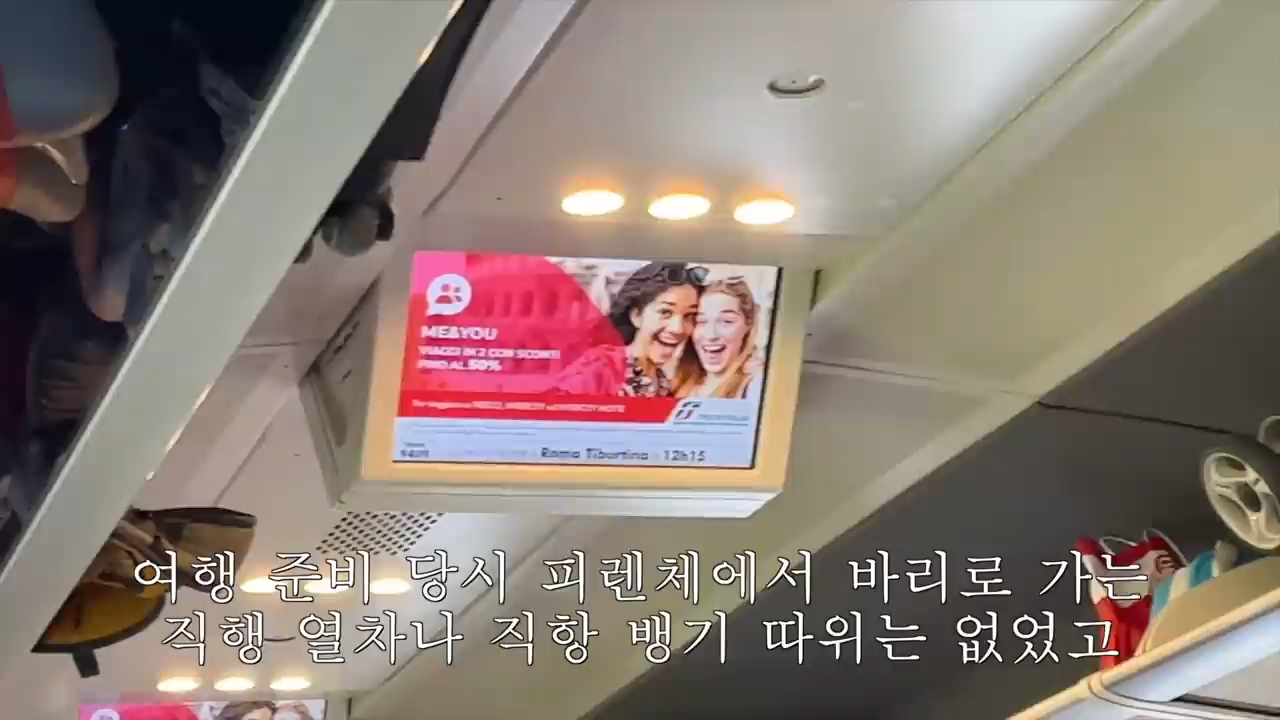 ME&YOU
VIAGGI IN 2 CON SCONTI
FINO AL 50%
Roma Tiburtina 12h15
여행 준비 당시 피렌체에서 바리로 가는
직행 열차나 직항 뱅기 따위는 없었고